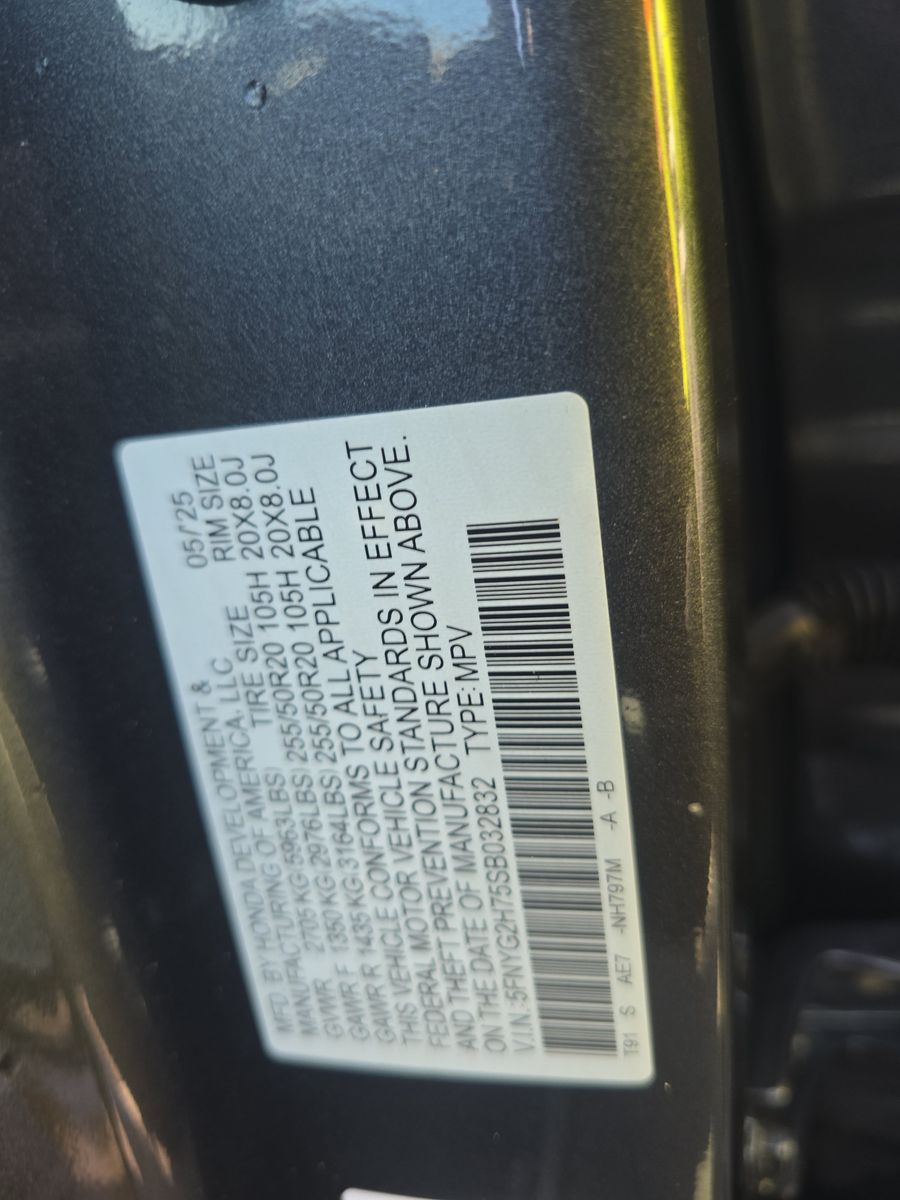 MFD. BY HONDA DEVELOPMENT & 05/'25
MANUFACTURING OF AMERICA, LLC RIM SIZE
GVWR 2705 KG(5963LBS) TIRE SIZE 20X8.0J
GAWR F 1350 KG(2976LBS) 255/50R20 105H 20X8.0J
GAWR R 1435 KG(3164LBS) 255/50R20 105H
THIS VEHICLE CONFORMS TO ALL APPLICABLE
FEDERAL MOTOR VEHICLE SAFETY
AND THEFT PREVENTION STANDARDS IN EFFECT
ON THE DATE OF MANUFACTURE SHOWN ABOVE.
V.I.N.:5FNYG2H75SB032832 TYPE:MPV
T91 S AE7 -NH797M -A -B